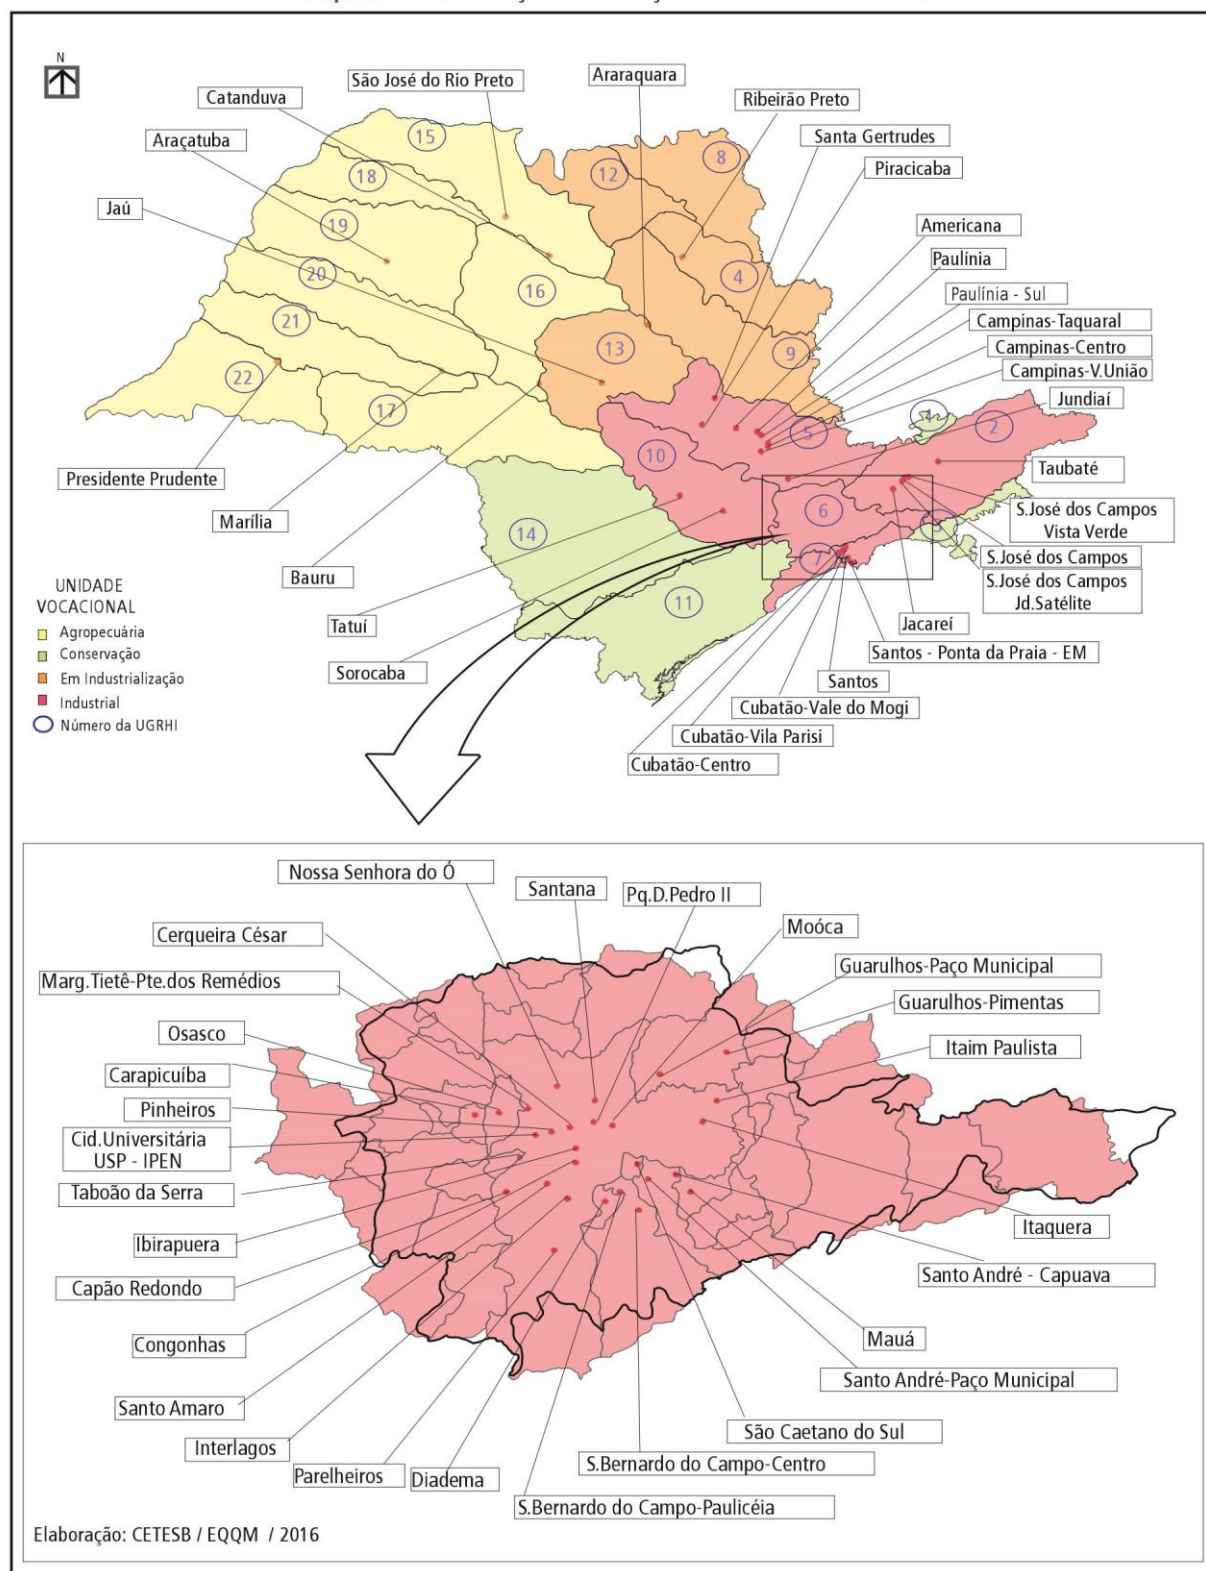 N
São José do Rio Preto
Araraquara
Catanduva
Ribeirão Preto
Araçatuba
Santa Gertrudes
Piracicaba
Jaú
Americana
Paulínia
Paulínia - Sul
Campinas-Taquaral
Campinas-Centro
Campinas-V.União
Jundiaí
15
8
12
18
19
4
20
16
21
13
9
22
17
1
2
5
10
Taubaté
Presidente Prudente
6
S.José dos Campos
Vista Verde
Marília
14
7
S.José dos Campos
Bauru
S.José dos Campos
Jd.Satélite
11
Tatuí
Jacareí
Sorocaba
Santos - Ponta da Praia - EM
Santos
Cubatão-Vale do Mogi
Cubatão-Vila Parisi
Cubatão-Centro
UNIDADE
VOCACIONAL
Agropecuária
Conservação
Em Industrialização
Industrial
Número da UGRHI
Nossa Senhora do Ó
Santana
Pq.D.Pedro II
Cerqueira César
Moóca
Marg.Tietê-Pte.dos Remédios
Guarulhos-Paço Municipal
Guarulhos-Pimentas
Osasco
Itaim Paulista
Carapicuíba
Pinheiros
Cid.Universitária
USP - IPEN
Taboão da Serra
Itaquera
Ibirapuera
Santo André - Capuava
Capão Redondo
Mauá
Congonhas
Santo André-Paço Municipal
Santo Amaro
São Caetano do Sul
Interlagos
S.Bernardo do Campo-Centro
Parelheiros
Diadema
S.Bernardo do Campo-Paulicéia
Elaboração: CETESB / EQQM / 2016